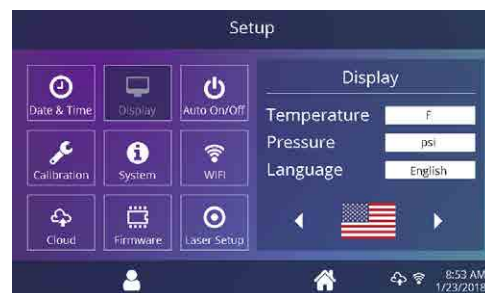 Setup
Date & Time
Display
Auto On/Off
Calibration
System
WIFI
Cloud
Firmware
Laser Setup
Display
Temperature F
Pressure psi
Language English
8:53 AM
1/23/2018